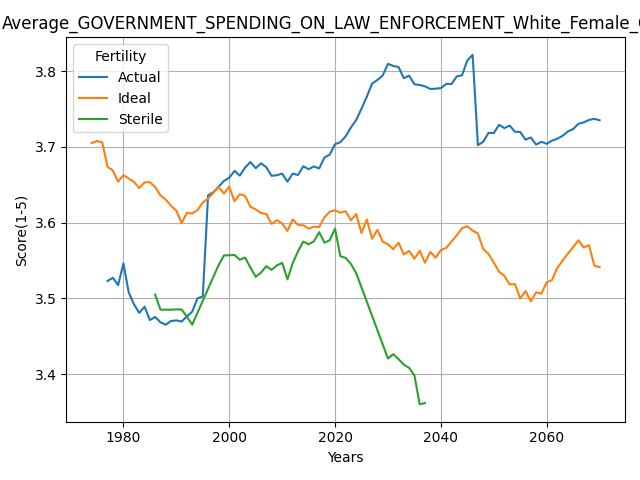 Average_GOVERNMENT_SPENDING_ON_LAW_ENFORCEMENT_White_Female_
Fertility
Actual
Ideal
Sterile
3.8
3.7
3.6
3.5
3.4
Score(1-5)
1980
2000
2020
2040
2060
Years